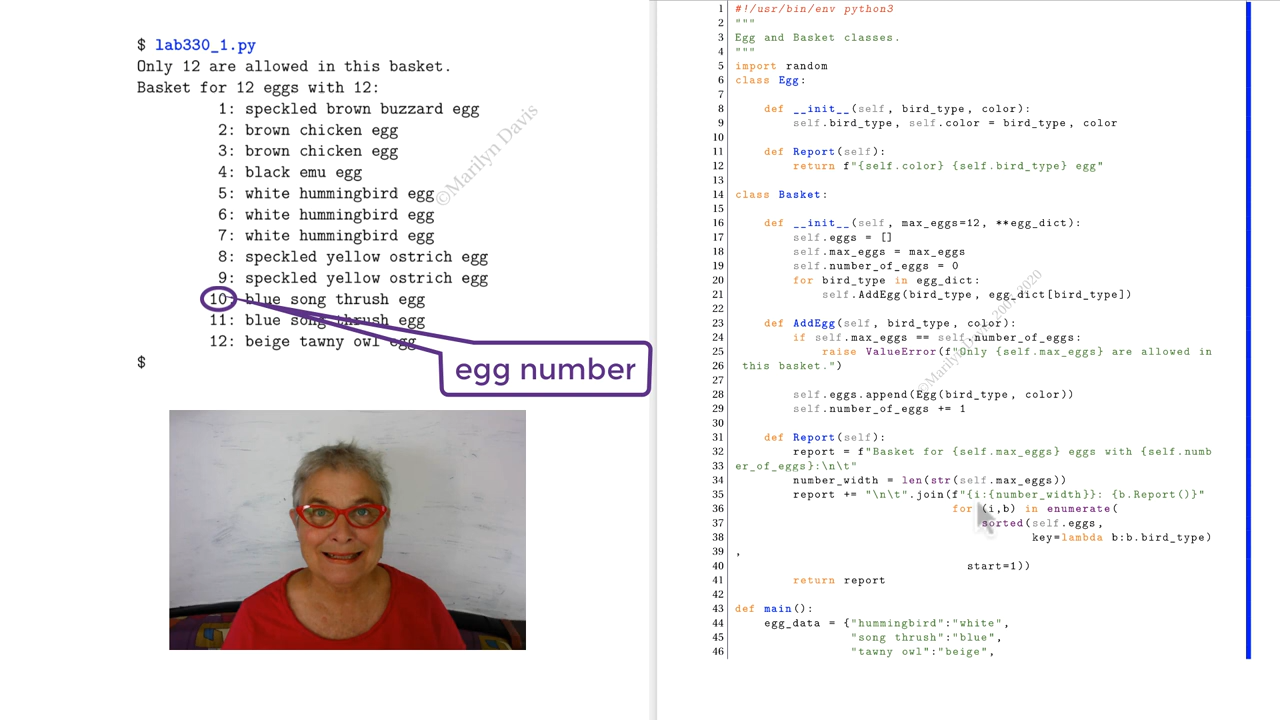 $ lab330_1.py
Only 12 are allowed in this basket.
Basket for 12 eggs with 12:
1: speckled brown buzzard egg
2: brown chicken egg
3: brown chicken egg
4: black emu egg
5: white hummingbird egg
6: white hummingbird egg
7: white hummingbird egg
8: speckled yellow ostrich egg
9: speckled yellow ostrich egg
10: blue song thrush egg
11: blue song thrush egg
12: beige tawny owl egg
$
egg number
©Marilyn Davis
1 #!/usr/bin/env python3
2 """
3 Egg and Basket classes.
4 """
5 import random
6 class Egg:
7
8     def __init__(self, bird_type, color):
9         self.bird_type, self.color = bird_type, color
10
11     def Report(self):
12         return f"{self.color} {self.bird_type} egg"
13
14 class Basket:
15
16     def __init__(self, max_eggs=12, **egg_dict):
17         self.eggs = []
18         self.max_eggs = max_eggs
19         self.number_of_eggs = 0
20         for bird_type in egg_dict:
21             self.AddEgg(bird_type, egg_dict[bird_type])
22
23     def AddEgg(self, bird_type, color):
24         if self.max_eggs == self.number_of_eggs:
25             raise ValueError(f"Only {self.max_eggs} are allowed in
26  this basket.")
27
28         self.eggs.append(Egg(bird_type, color))
29         self.number_of_eggs += 1
30
31     def Report(self):
32         report = f"Basket for {self.max_eggs} eggs with {self.numb
33 er_of_eggs}:\n\t"
34         number_width = len(str(self.max_eggs))
35         report += "\n\t".join(f"{i:{number_width}}: {b.Report()}"
36                               for (i,b) in enumerate(
37                                   sorted(self.eggs,
38                                          key=lambda b:b.bird_type)
39 ,
40                                 start=1))
41         return report
42
43 def main():
44     egg_data = {"hummingbird":"white",
45                 "song thrush":"blue",
46                 "tawny owl":"beige",